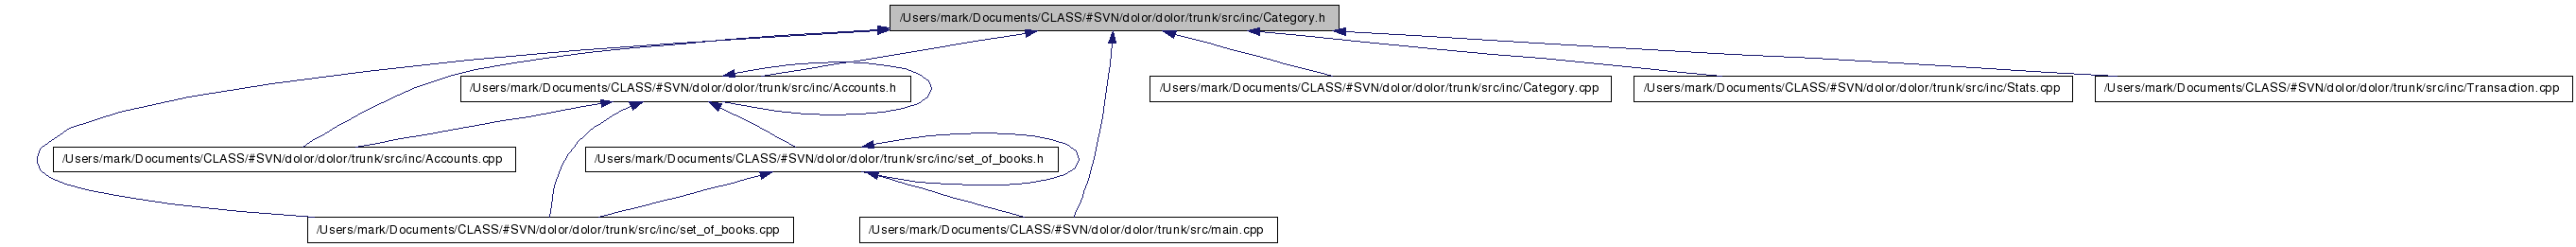 /Users/mark/Documents/CLASS/#SVN/dolor/dolor/trunk/src/inc/Category.h
/Users/mark/Documents/CLASS/#SVN/dolor/dolor/trunk/src/inc/Accounts.h
/Users/mark/Documents/CLASS/#SVN/dolor/dolor/trunk/src/inc/Category.cpp
/Users/mark/Documents/CLASS/#SVN/dolor/dolor/trunk/src/inc/Stats.cpp
/Users/mark/Documents/CLASS/#SVN/dolor/dolor/trunk/src/inc/Transaction.cpp
/Users/mark/Documents/CLASS/#SVN/dolor/dolor/trunk/src/inc/Accounts.cpp
/Users/mark/Documents/CLASS/#SVN/dolor/dolor/trunk/src/inc/set_of_books.h
/Users/mark/Documents/CLASS/#SVN/dolor/dolor/trunk/src/inc/set_of_books.cpp
/Users/mark/Documents/CLASS/#SVN/dolor/dolor/trunk/src/main.cpp